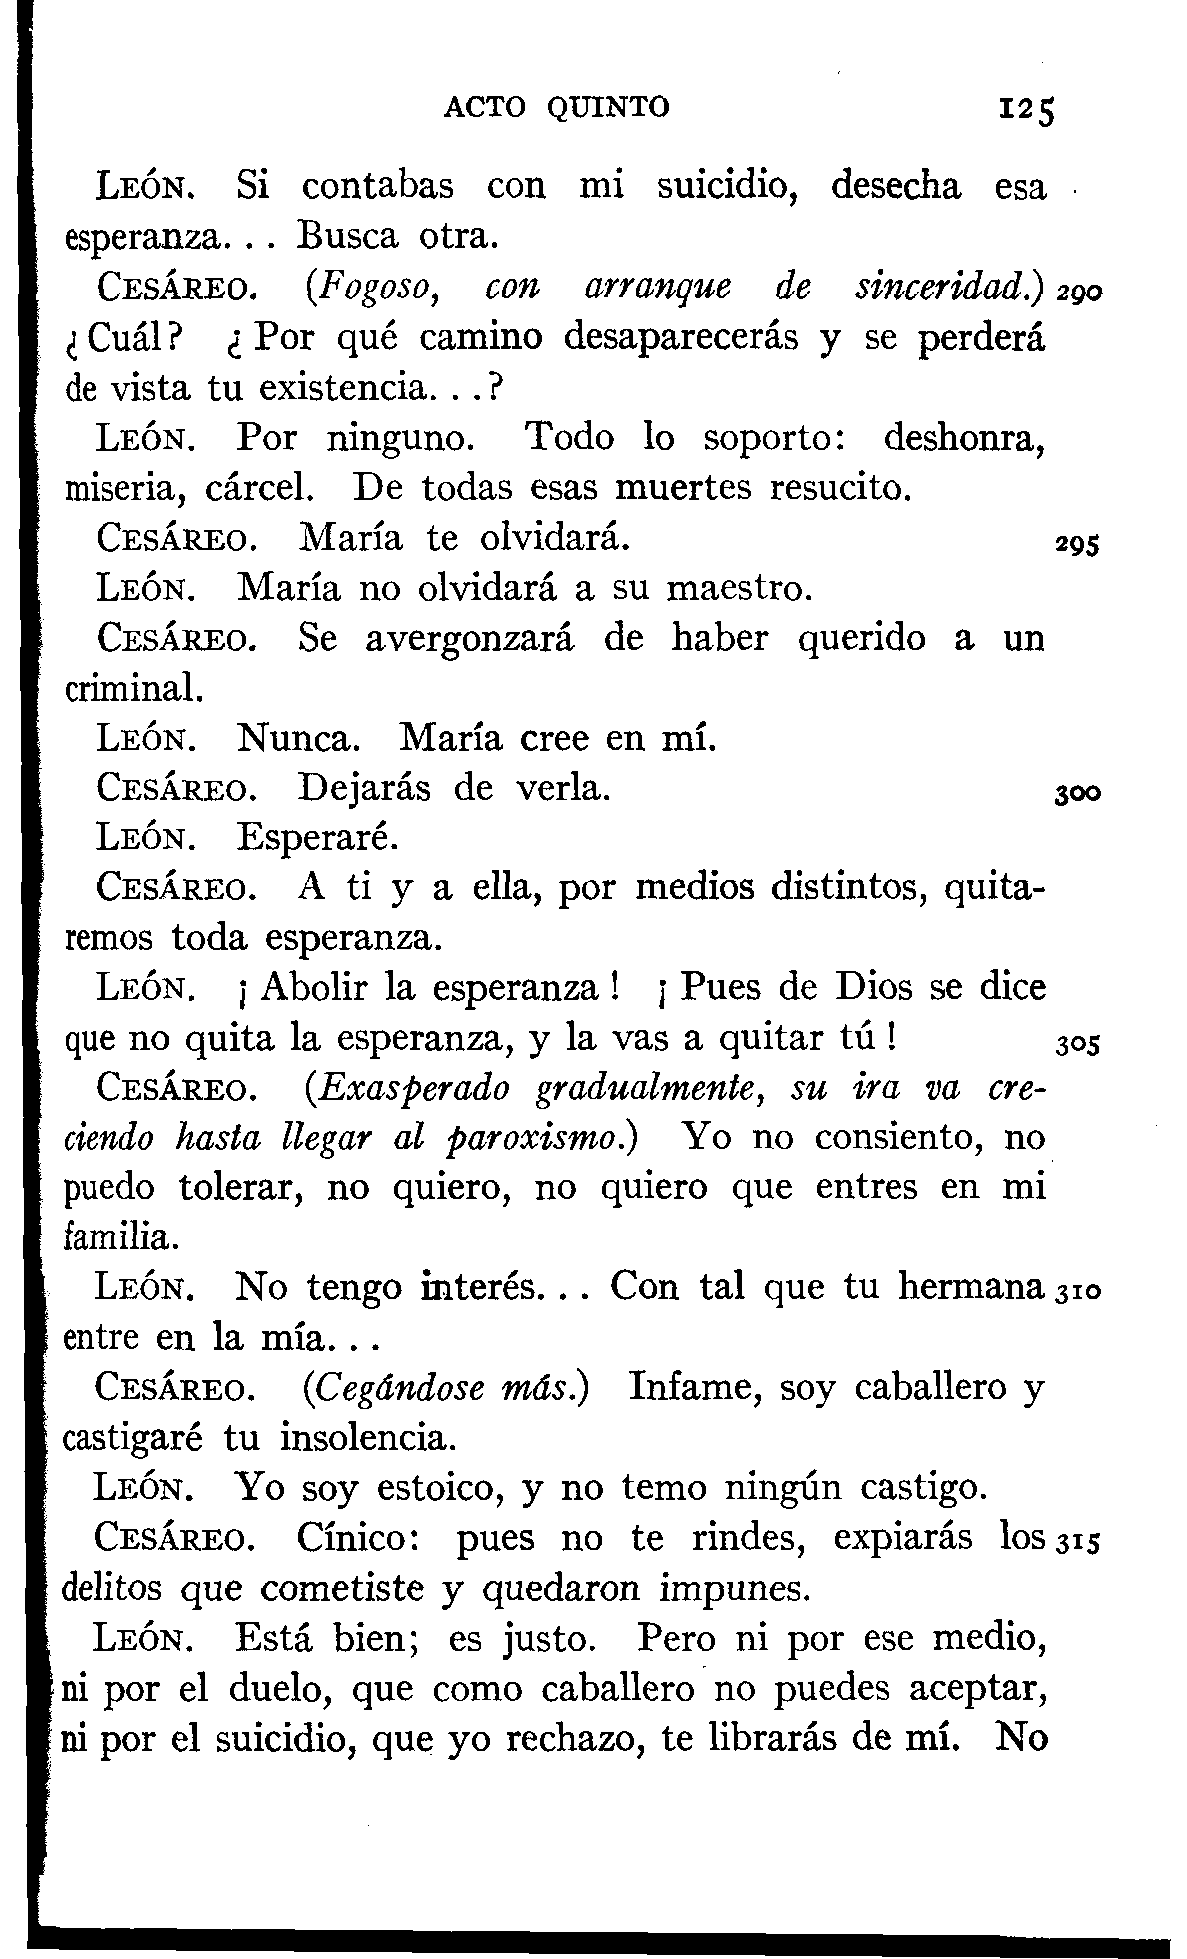 ACTO QUINTO 125
LEÓN. Si contabas con mi suicidio, desecha esa
esperanza. . . Busca otra.
CESÁREO. (Fogoso, con arranque de sinceridad.) 290
¿Cuál? ¿Por qué camino desaparecerás y se perderá
de vista tu existencia. . .?
LEÓN. Por ninguno. Todo lo soporto: deshonra,
miseria, cárcel. De todas esas muertes resucito.
CESÁREO. María te olvidará. 295
LEÓN. María no olvidará a su maestro.
CESÁREO. Se avergonzará de haber querido a un
criminal.
LEÓN. Nunca. María cree en mí.
CESÁREO. Dejarás de verla. 300
LEÓN. Esperaré.
CESÁREO. A ti y a ella, por medios distintos, quita-
remos toda esperanza.
LEÓN. ¡Abolir la esperanza! ¡Pues de Dios se dice
que no quita la esperanza, y la vas a quitar tú! 305
CESÁREO. (Exasperado gradualmente, su ira va cre-
ciendo hasta llegar al paroxismo.) Yo no consiento, no
puedo tolerar, no quiero, no quiero que entres en mi
familia.
LEÓN. No tengo interés. . . Con tal que tu hermana 310
entre en la mía. . .
CESÁREO. (Cegándose más.) Infame, soy caballero y
castigaré tu insolencia.
LEÓN. Yo soy estoico, y no temo ningún castigo.
CESÁREO. Cínico: pues no te rindes, expiarás los 315
delitos que cometiste y quedaron impunes.
LEÓN. Está bien; es justo. Pero ni por ese medio,
ni por el duelo, que como caballero no puedes aceptar,
ni por el suicidio, que yo rechazo, te librarás de mí. No